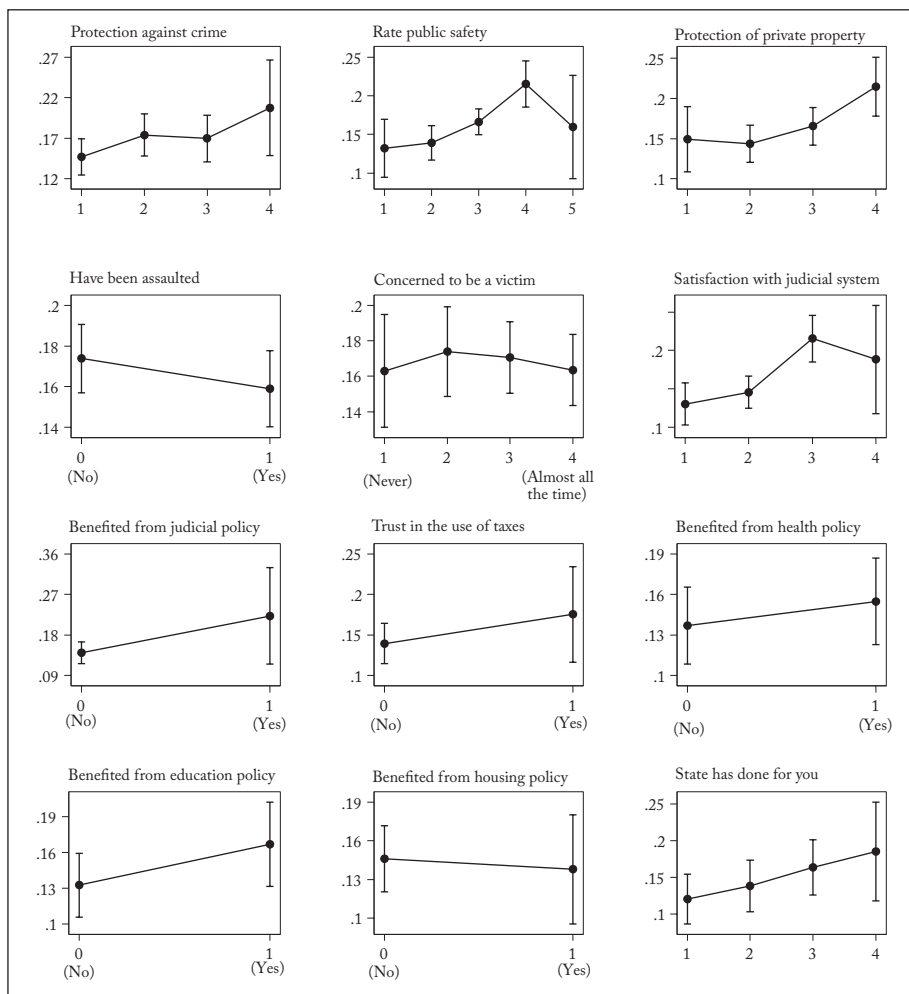 Protection against crime
.27
.22
.17
.12
1 2 3 4
Rate public safety
.25
.2
.15
.1
1 2 3 4 5
Protection of private property
.25
.2
.15
.1
1 2 3 4
Have been assaulted
.2
.18
.16
.14
0 1
(No) (Yes)
Concerned to be a victim
.2
.18
.16
.14
1 2 3 4
(Never) (Almost all
the time)
Satisfaction with judicial system
.2
.1
1 2 3 4
Benefited from judicial policy
.36
.27
.18
.09
0 1
(No) (Yes)
Trust in the use of taxes
.25
.2
.15
.1
0 1
(No) (Yes)
Benefited from health policy
.19
.16
.13
.1
0 1
(No) (Yes)
Benefited from education policy
.19
.16
.13
.1
0 1
(No) (Yes)
Benefited from housing policy
.19
.16
.13
.1
0 1
(No) (Yes)
State has done for you
.25
.2
.15
.1
1 2 3 4